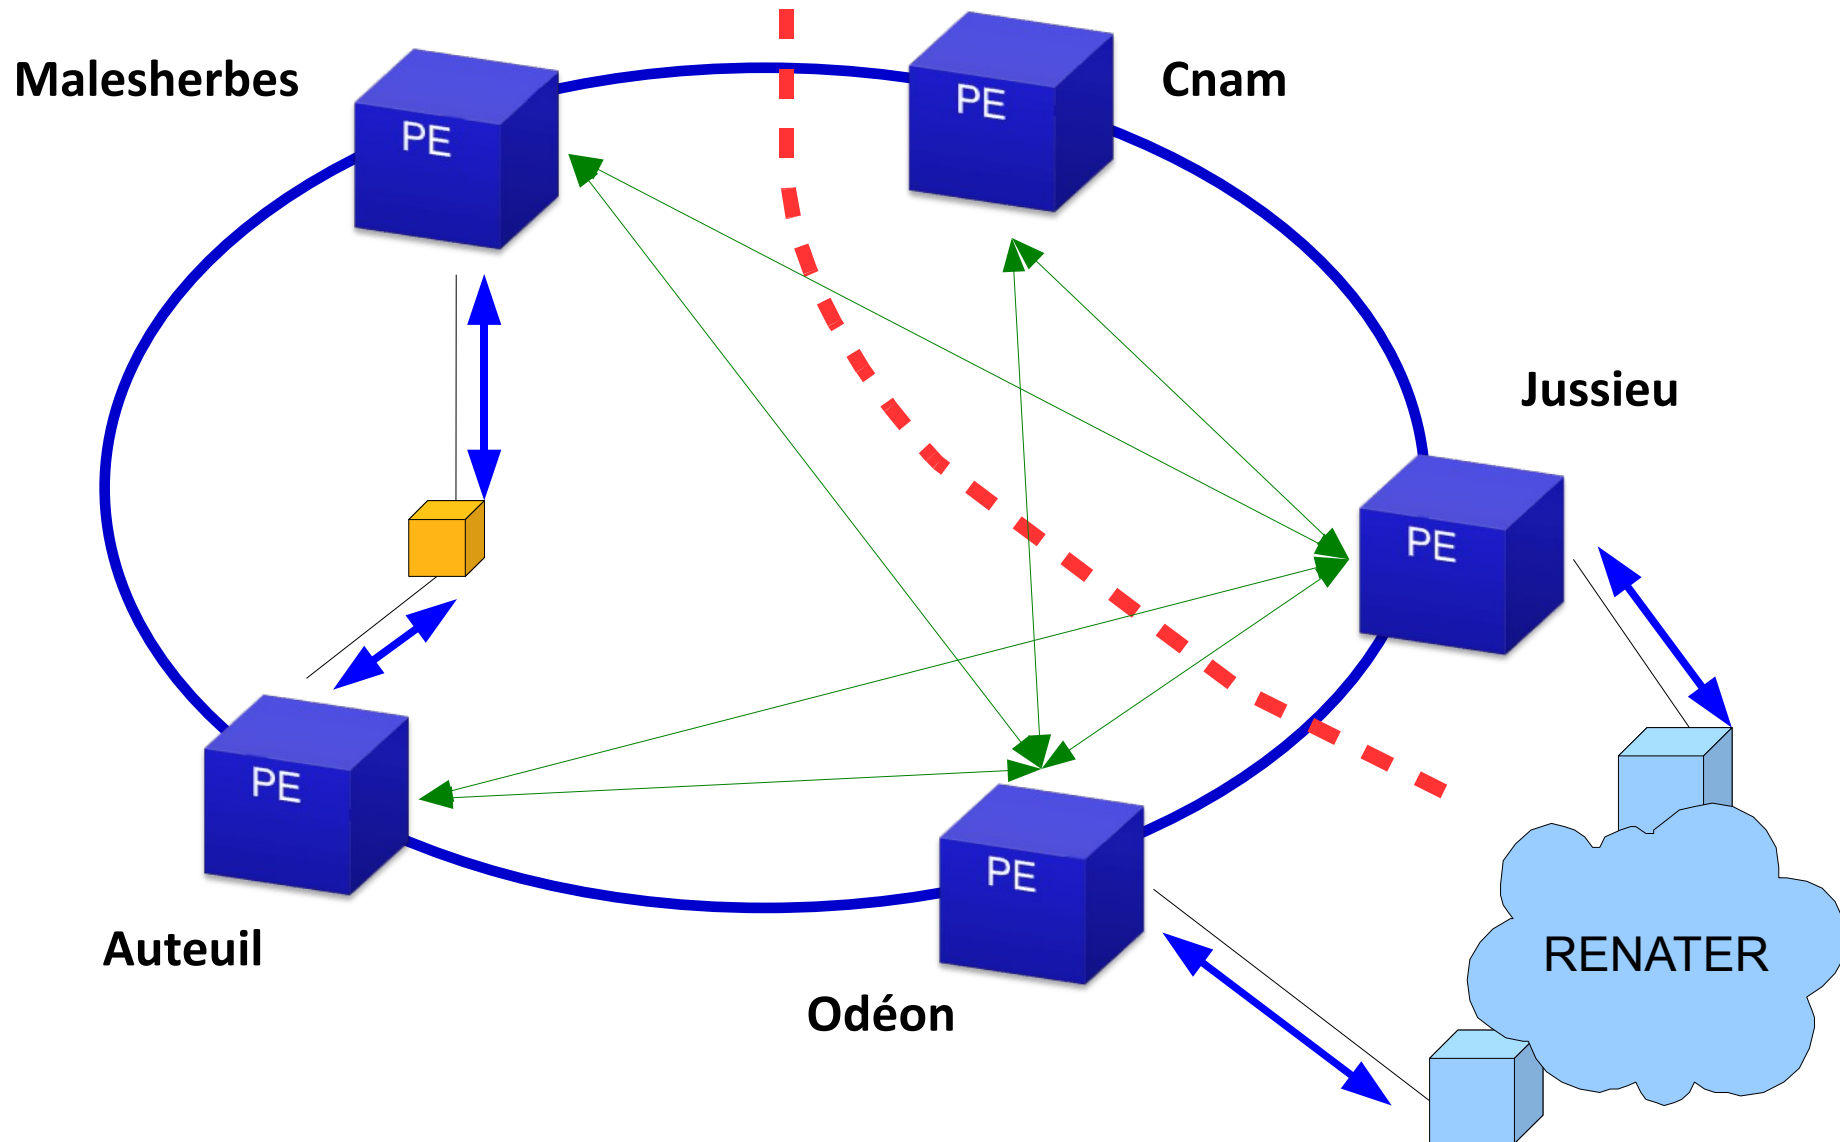 Malesherbes
PE
Cnam
PE
Jussieu
PE
PE
Auteuil
PE
Odéon
RENATER